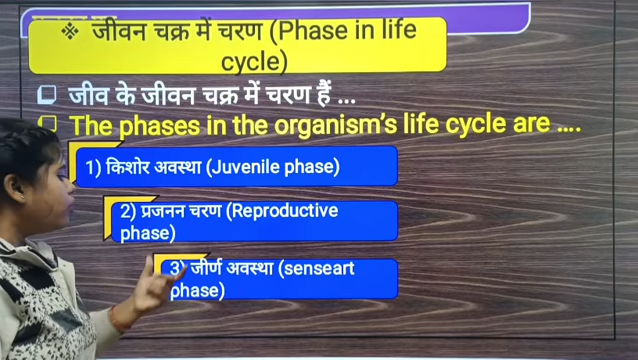 ❖ जीवन चक्र में चरण (Phase in life
cycle)
❑ जीव के जीवन चक्र में चरण हैं ...
❑ The phases in the organism’s life cycle are ....
1) किशोर अवस्था (Juvenile phase)
2) प्रजनन चरण (Reproductive
phase)
3) जीर्ण अवस्था (senseart
phase)